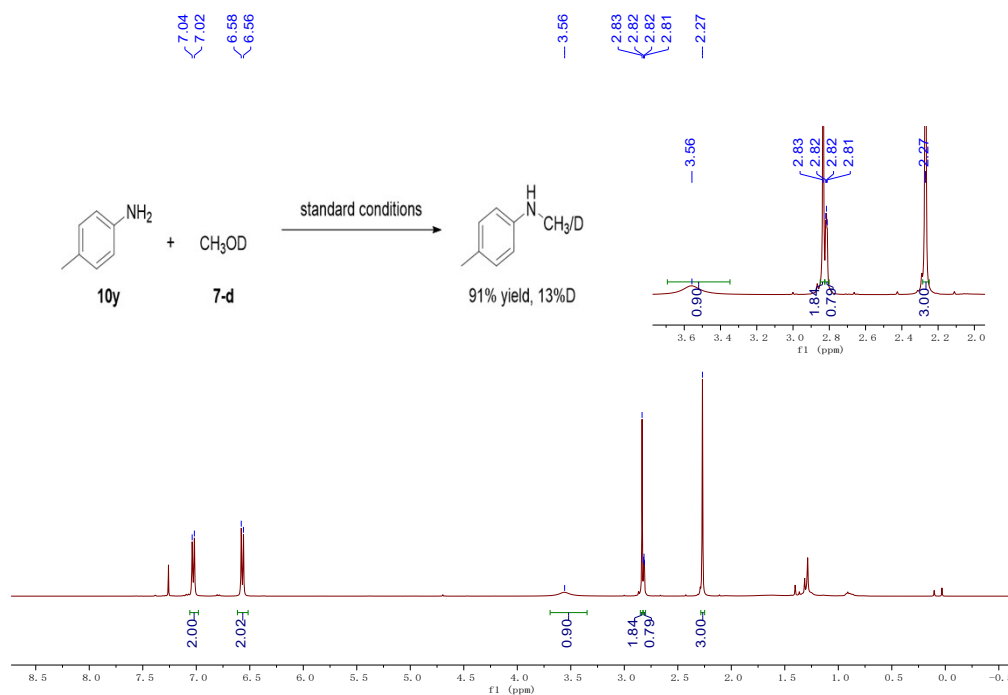 7.04
7.02
6.58
6.56
3.56
2.83
2.82
2.82
2.81
2.27
3.56
2.83
2.82
2.82
2.81
2.27
0.90
1.84
0.79
3.00
3.6 3.4 3.2 3.0 2.8 2.6 2.4 2.2 2.0
f1 (ppm)
NH2
+
CH3OD
standard conditions
H
N
CH3/D
10y
7-d
91% yield, 13%D
2.00
2.02
0.90
1.84
0.79
3.00
8.5 8.0 7.5 7.0 6.5 6.0 5.5 5.0 4.5 4.0 3.5 3.0 2.5 2.0 1.5 1.0 0.5 0.0
f1 (ppm)